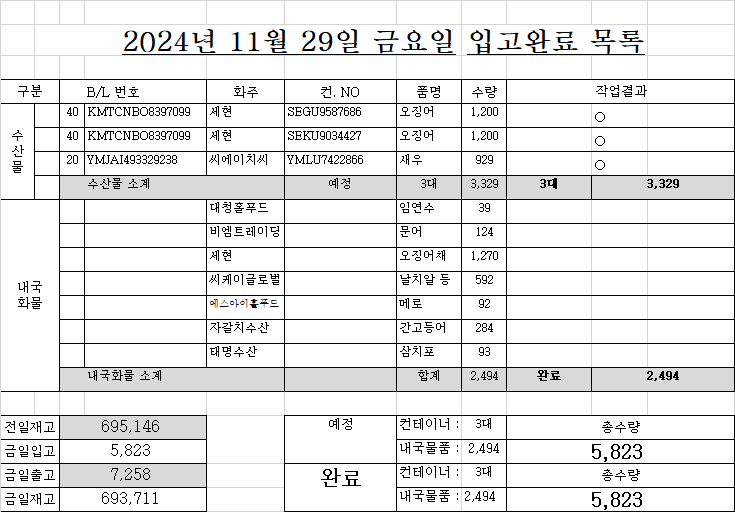 2024년 11월 29일 금요일 입고완료 목록
구분 B/L 번호 화주 컨. NO 품명 수량 작업결과
수산물
40 KMTCNBO8397099 제현 SEGU9587686 오징어 1,200 ○
40 KMTCNBO8397099 제현 SEKU9034427 오징어 1,200 ○
20 YMJAI493329238 씨에이치씨 YMLU7422866 새우 929 ○
수산물 소계 예정 3대 3,329 3대 3,329
내국화물
대청홀푸드 임연수 39
비엠트레이딩 문어 124
제현 오징어채 1,270
씨케이글로벌 날치알 등 592
에스아이홀푸드 메로 92
자갈치수산 간고등어 284
태명수산 삼치포 93
내국화물 소계 합계 2,494 완료 2,494
전일재고 695,146 예정 컨테이너 : 3대 총수량
금일입고 5,823 내국물품 : 2,494 5,823
금일출고 7,258 완료 컨테이너 : 3대 총수량
금일재고 693,711 내국물품 : 2,494 5,823